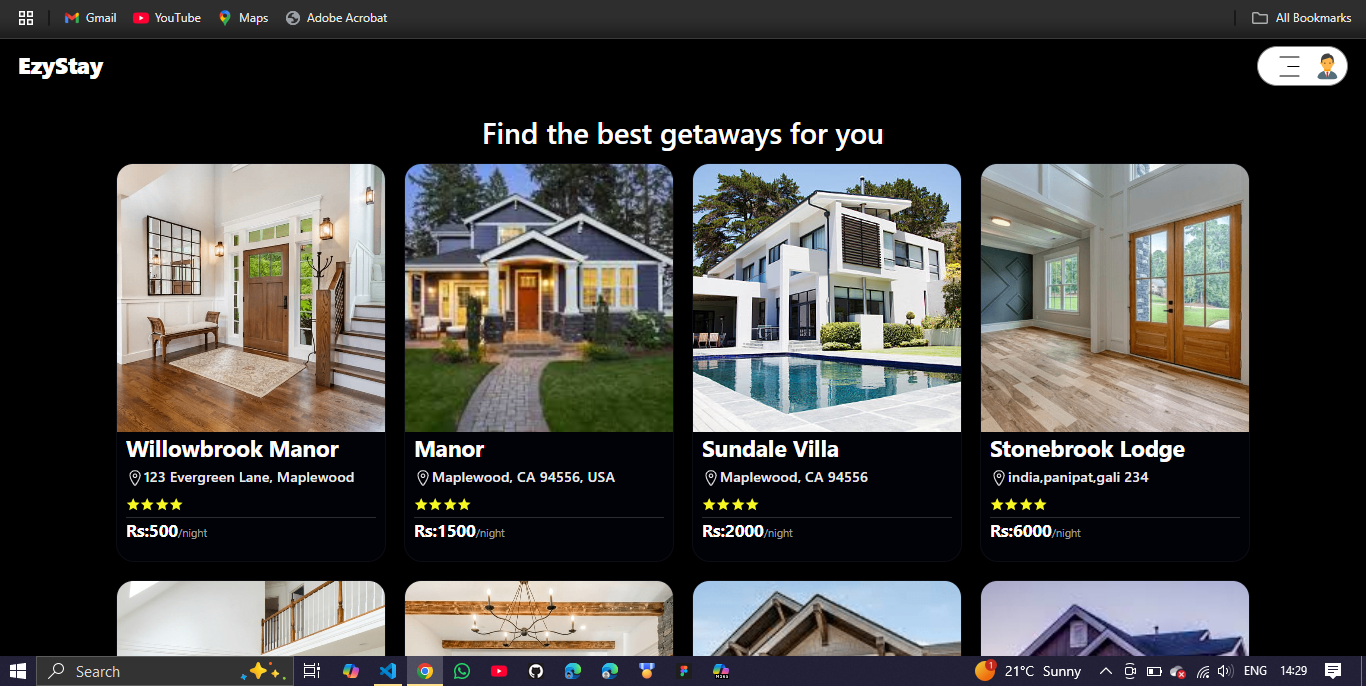 Gmail YouTube Maps Adobe Acrobat All Bookmarks
EzyStay
Find the best getaways for you
Willowbrook Manor Manor Sundale Villa Stonebrook Lodge
123 Evergreen Lane, Maplewood Maplewood, CA 94556, USA Maplewood, CA 94556 india,panipat,gali 234
Rs:500/night Rs:1500/night Rs:2000/night Rs:6000/night
Search 1 21°C Sunny ENG 14:29